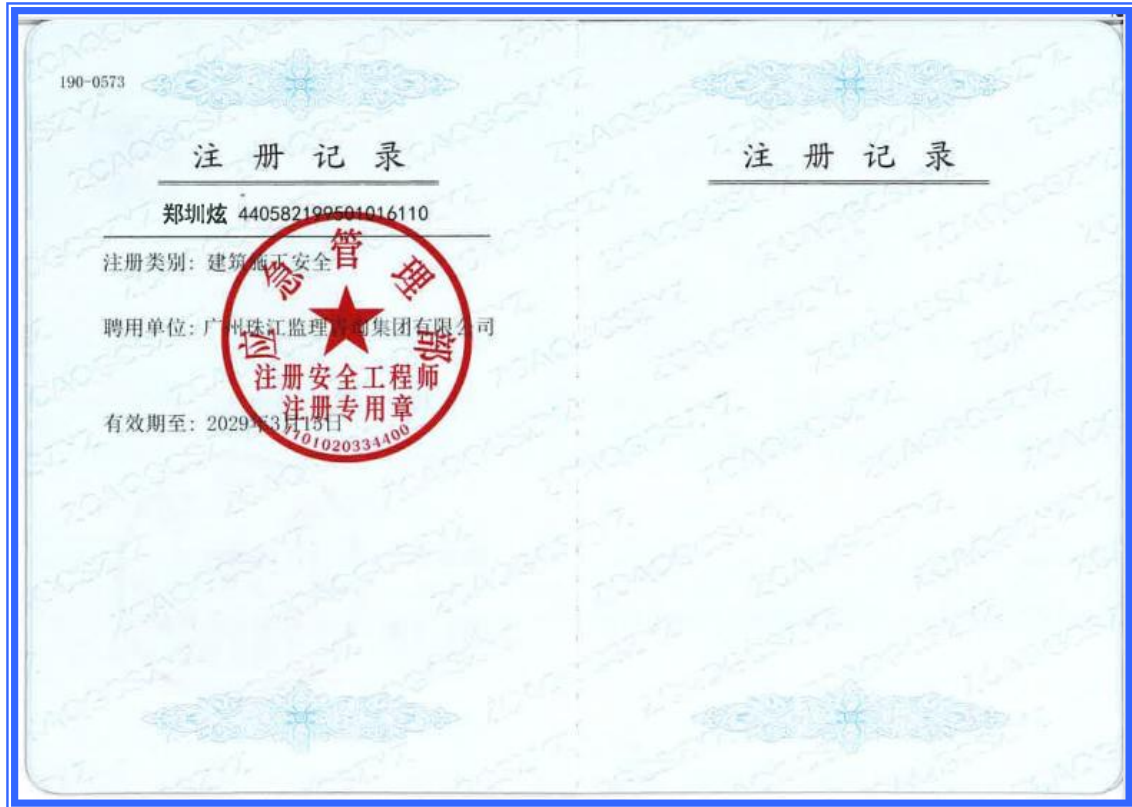 190-0573
注册记录
郑圳炫 440582199501016110
注册类别: 建筑施工安全
聘用单位: 广州珠江监理咨询集团有限公司
有效期至: 2029年3月15日
应急管理部
注册安全工程师
注册专用章
1101020334400
注册记录